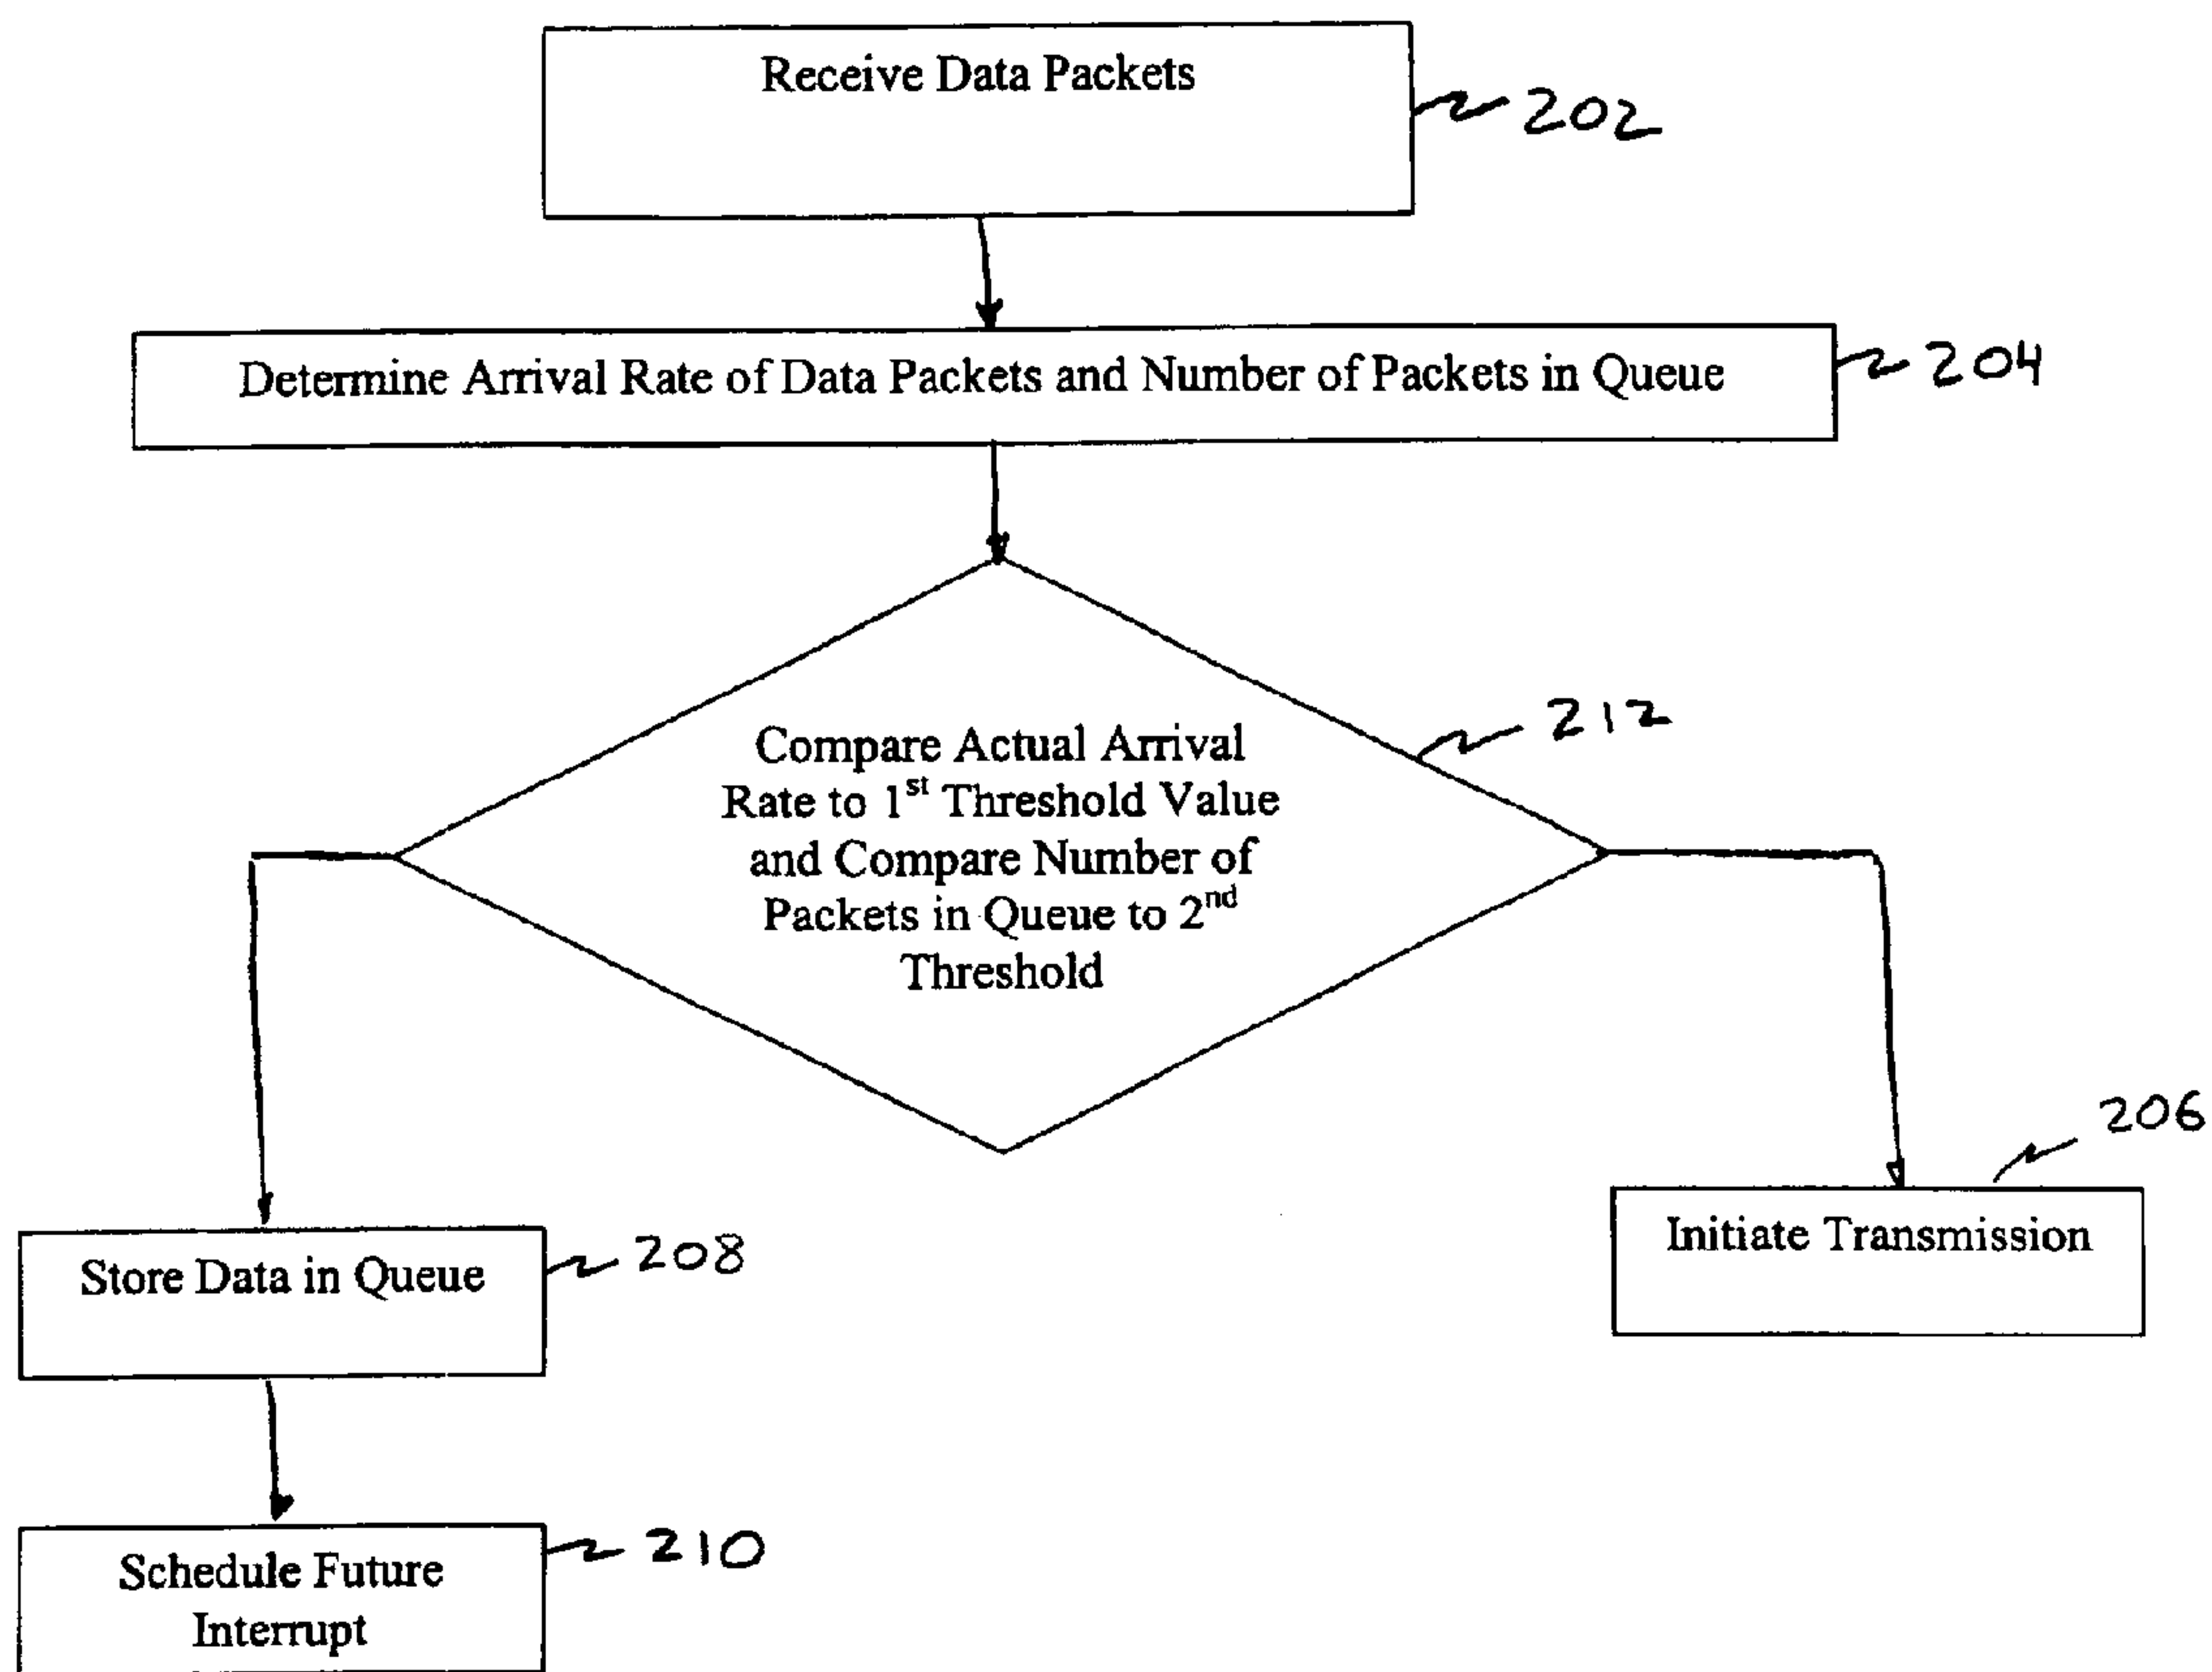 Receive Data Packets
202
Determine Arrival Rate of Data Packets and Number of Packets in Queue
204
Compare Actual Arrival
Rate to 1st Threshold Value
and Compare Number of
Packets in Queue to 2nd
Threshold
212
206
Initiate Transmission
Store Data in Queue
208
Schedule Future
Interrupt
210